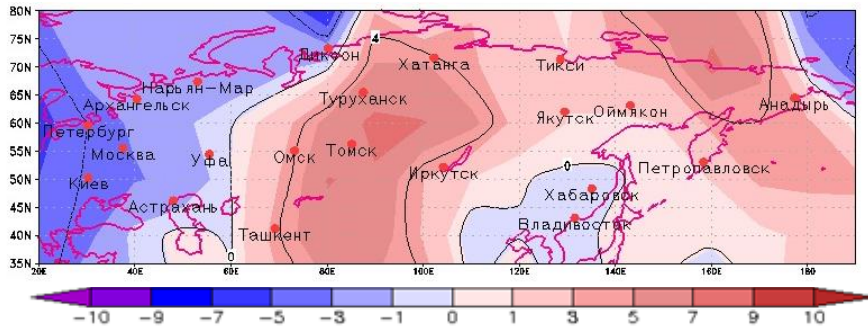 80N
75N
70N
65N
60N
55N
50N
45N
40N
35N
4
Диксон
Хатанга
Тикси
Нарьян-Мар
Архангельск
Туруханск
Анадырь
Оймякон
Якутск
Петербург
Москва
Уфа
Омск
Томск
Иркутск
0
Петропавловск
Киев
Астрахань
Хабаровск
Владивосток
Ташкент
0
20E 40E 60E 80E 100E 120E 140E 160E 180
-10 -9 -7 -5 -3 -1 0 1 3 5 7 9 10